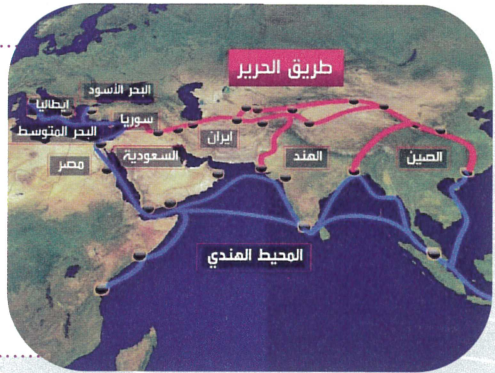 طريق الحرير
البحر الأسود
ايطاليا
سوريا
البحر المتوسط
ايران
السعودية
مصر
الهند
الصين
المحيط الهندي